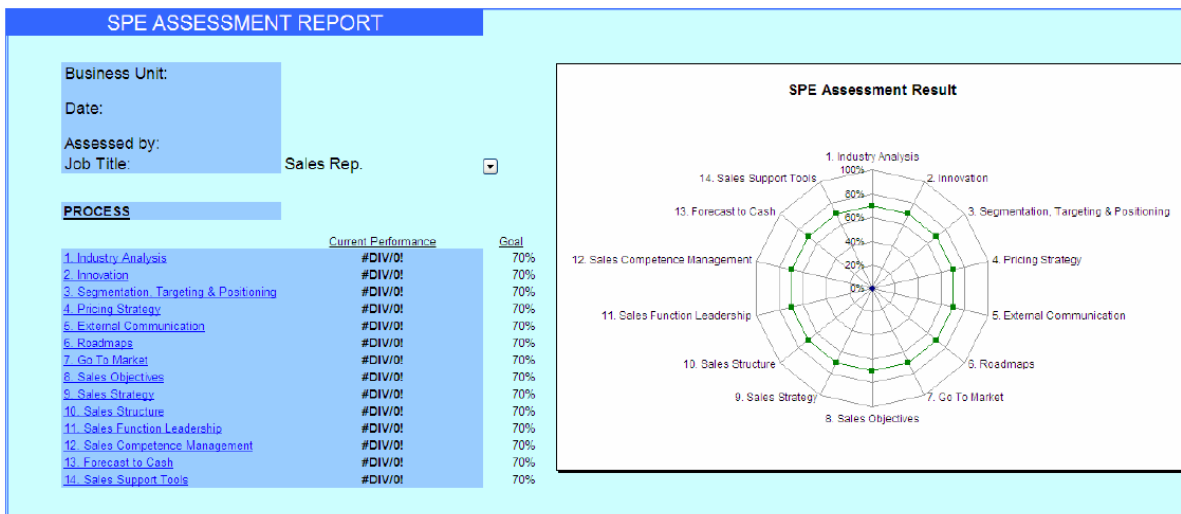 SPE ASSESSMENT REPORT
Business Unit:
Date:
Assessed by:
Job Title: Sales Rep.
PROCESS
Current Performance Goal
1. Industry Analysis #DIV/0! 70%
2. Innovation #DIV/0! 70%
3. Segmentation, Targeting & Positioning #DIV/0! 70%
4. Pricing Strategy #DIV/0! 70%
5. External Communication #DIV/0! 70%
6. Roadmaps #DIV/0! 70%
7. Go To Market #DIV/0! 70%
8. Sales Objectives #DIV/0! 70%
9. Sales Strategy #DIV/0! 70%
10. Sales Structure #DIV/0! 70%
11. Sales Function Leadership #DIV/0! 70%
12. Sales Competence Management #DIV/0! 70%
13. Forecast to Cash #DIV/0! 70%
14. Sales Support Tools #DIV/0! 70%
SPE Assessment Result
1. Industry Analysis
2. Innovation
3. Segmentation, Targeting & Positioning
4. Pricing Strategy
5. External Communication
6. Roadmaps
7. Go To Market
8. Sales Objectives
9. Sales Strategy
10. Sales Structure
11. Sales Function Leadership
12. Sales Competence Management
13. Forecast to Cash
14. Sales Support Tools
100%
80%
60%
40%
20%
0%